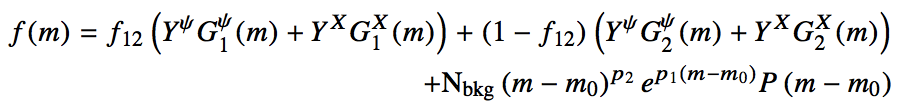 f(m) = f₁₂ (Y^ψ G₁^ψ(m) + Y^X G₁^X(m)) + (1 − f₁₂) (Y^ψ G₂^ψ(m) + Y^X G₂^X(m))
+N_bkg (m − m₀)^{p₂} e^{p₁(m−m₀)} P (m − m₀)